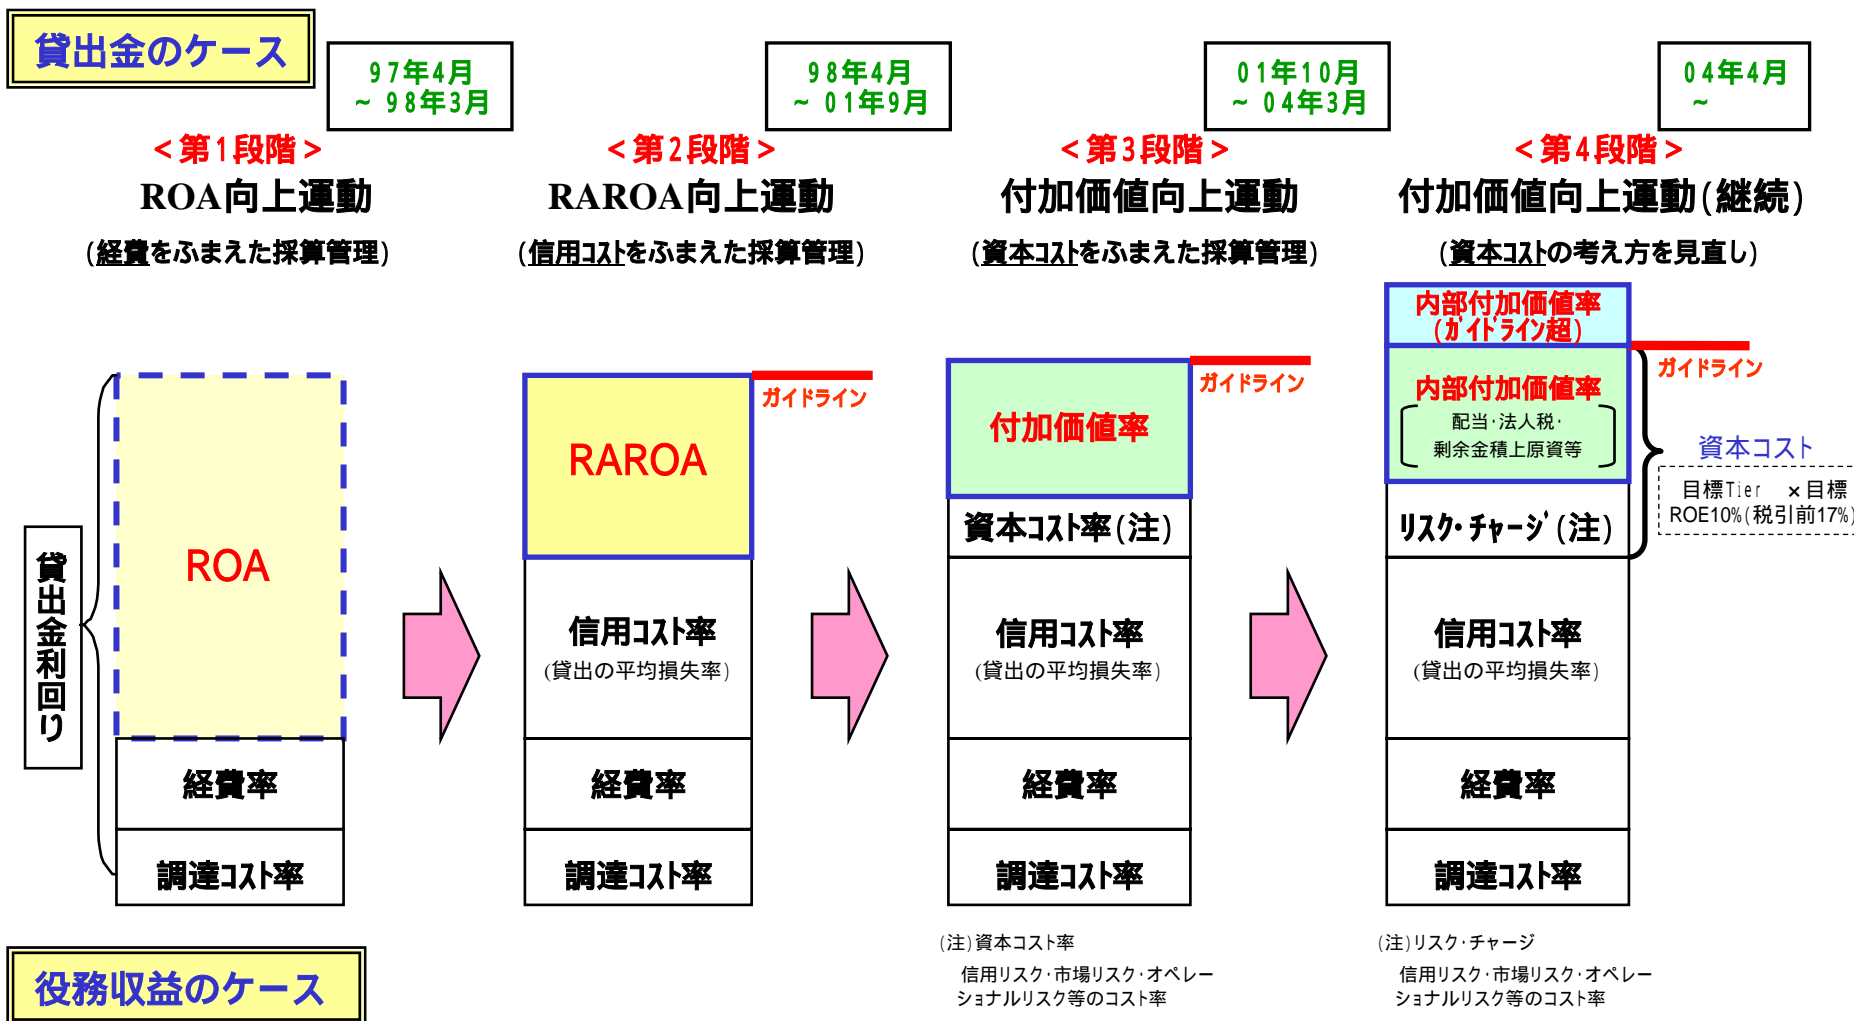 貸出金のケース
97年4月
~ 98年3月
98年4月
~ 01年9月
01年10月
~ 04年3月
04年4月
~
<第1段階>
ROA向上運動
(経費をふまえた採算管理)
<第2段階>
RAROA向上運動
(信用コストをふまえた採算管理)
<第3段階>
付加価値向上運動
(資本コストをふまえた採算管理)
<第4段階>
付加価値向上運動(継続)
(資本コストの考え方を見直し)
貸出金利回り
ROA
経費率
調達コスト率
ガイドライン
RAROA
信用コスト率
(貸出の平均損失率)
経費率
調達コスト率
ガイドライン
付加価値率
資本コスト率(注)
信用コスト率
(貸出の平均損失率)
経費率
調達コスト率
(注)資本コスト率
信用リスク・市場リスク・オペレー
ショナルリスク等のコスト率
内部付加価値率
(ガイドライン超)
ガイドライン
内部付加価値率
配当・法人税・
剰余金積上原資等
資本コスト
目標Tier ×目標
ROE10%(税引前17%)
リスク・チャージ(注)
信用コスト率
(貸出の平均損失率)
経費率
調達コスト率
(注)リスク・チャージ
信用リスク・市場リスク・オペレー
ショナルリスク等のコスト率
役務収益のケース